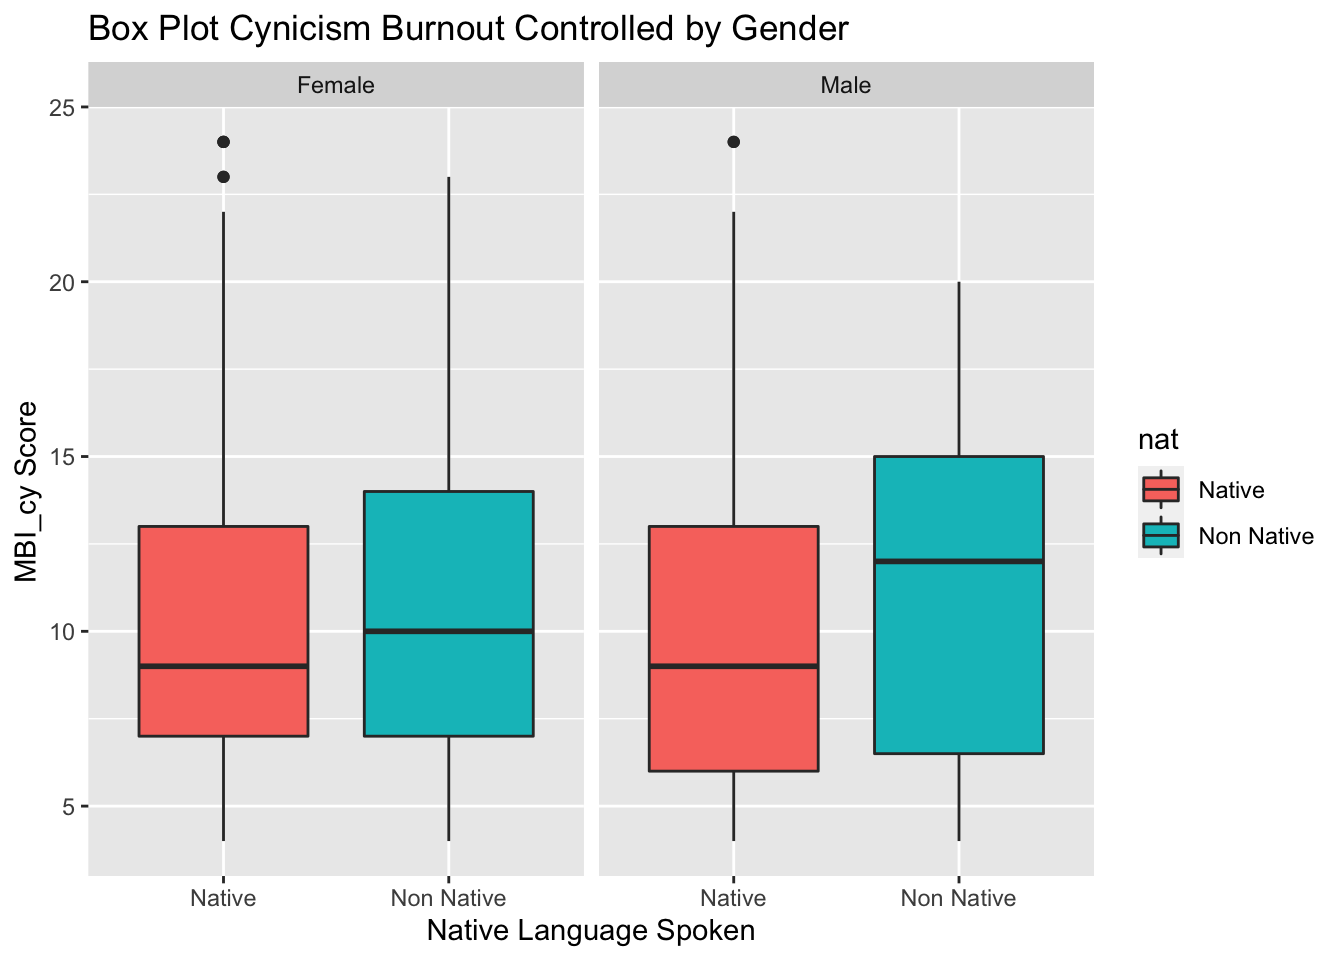 Box Plot Cynicism Burnout Controlled by Gender
Female
Male
25
20
15
10
5
MBI_cy Score
Native
Non Native
Native
Non Native
Native Language Spoken
nat
Native
Non Native